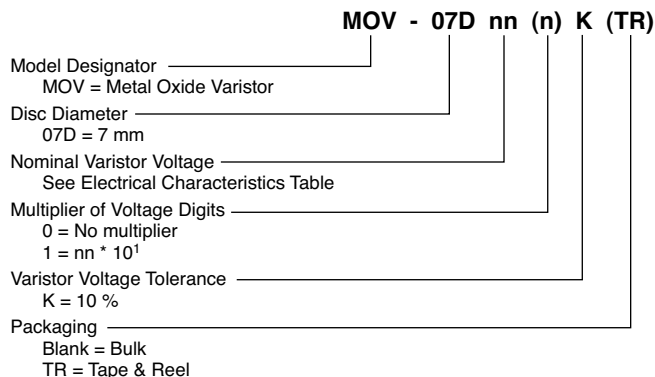 MOV - 07D nn (n) K (TR)
Model Designator
MOV = Metal Oxide Varistor
Disc Diameter
07D = 7 mm
Nominal Varistor Voltage
See Electrical Characteristics Table
Multiplier of Voltage Digits
0 = No multiplier
1 = nn * 10¹
Varistor Voltage Tolerance
K = 10 %
Packaging
Blank = Bulk
TR = Tape & Reel